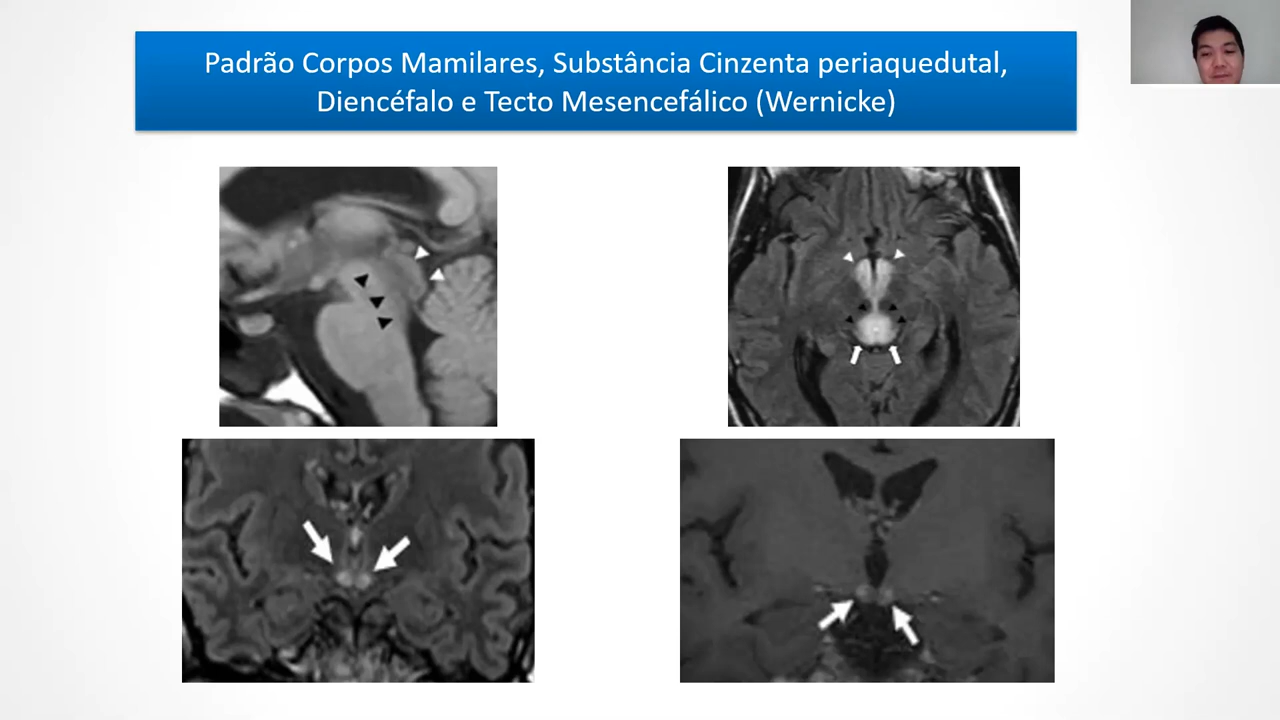 Padrão Corpos Mamilares, Substância Cinzenta periaquedutal,
Diencéfalo e Tecto Mesencefálico (Wernicke)